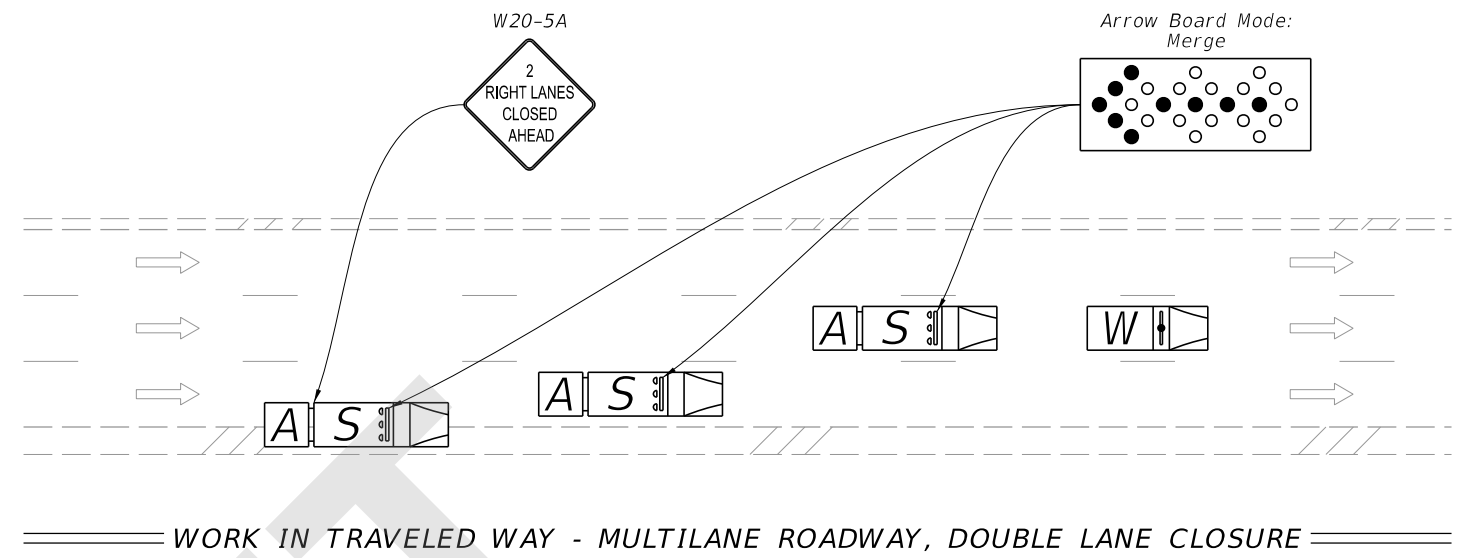 W20-5A
Arrow Board Mode:
Merge
2
RIGHT LANES
CLOSED
AHEAD
A S W
A S
A S
WORK IN TRAVELED WAY - MULTILANE ROADWAY, DOUBLE LANE CLOSURE